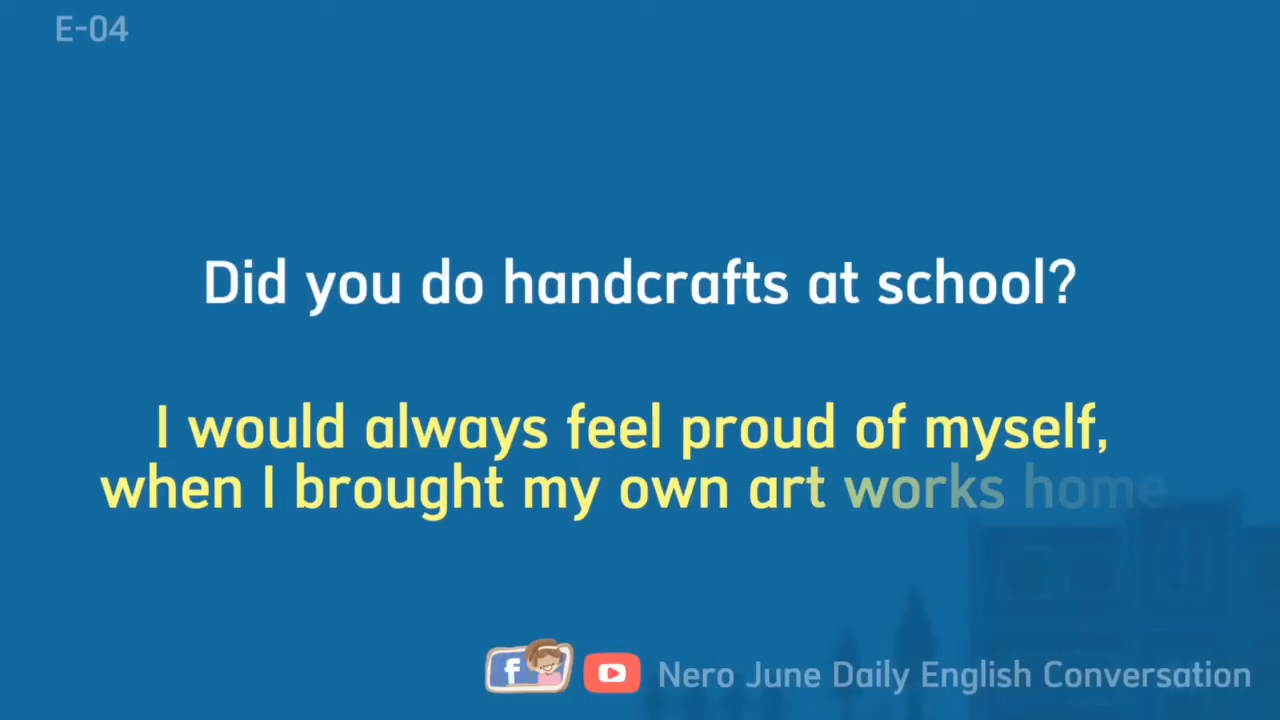 E-04
Did you do handcrafts at school?
I would always feel proud of myself,
when I brought my own art works home
f
Nero June Daily English Conversation